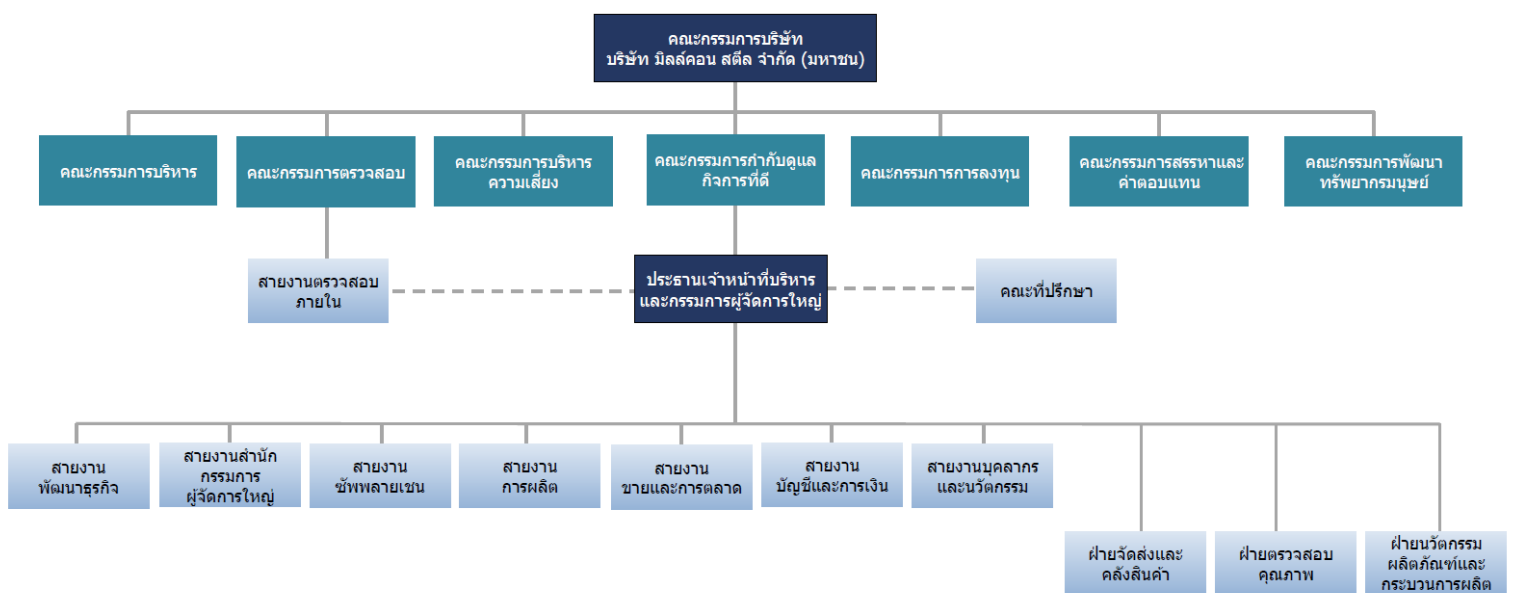 คณะกรรมการบริษัท
บริษัท มิลล์คอน สตีล จำกัด (มหาชน)
คณะกรรมการบริหาร
คณะกรรมการตรวจสอบ
คณะกรรมการบริหาร
ความเสี่ยง
คณะกรรมการกำกับดูแล
กิจการที่ดี
คณะกรรมการการลงทุน
คณะกรรมการสรรหาและ
ค่าตอบแทน
คณะกรรมการพัฒนา
ทรัพยากรมนุษย์
สายงานตรวจสอบ
ภายใน
ประธานเจ้าหน้าที่บริหาร
และกรรมการผู้จัดการใหญ่
คณะที่ปรึกษา
สายงาน
พัฒนาธุรกิจ
สายงานสำนัก
กรรมการ
ผู้จัดการใหญ่
สายงาน
ซัพพลายเชน
สายงาน
การผลิต
สายงาน
ขายและการตลาด
สายงาน
บัญชีและการเงิน
สายงานบุคลากร
และนวัตกรรม
ฝ่ายจัดส่งและ
คลังสินค้า
ฝ่ายตรวจสอบ
คุณภาพ
ฝ่ายนวัตกรรม
ผลิตภัณฑ์และ
กระบวนการผลิต